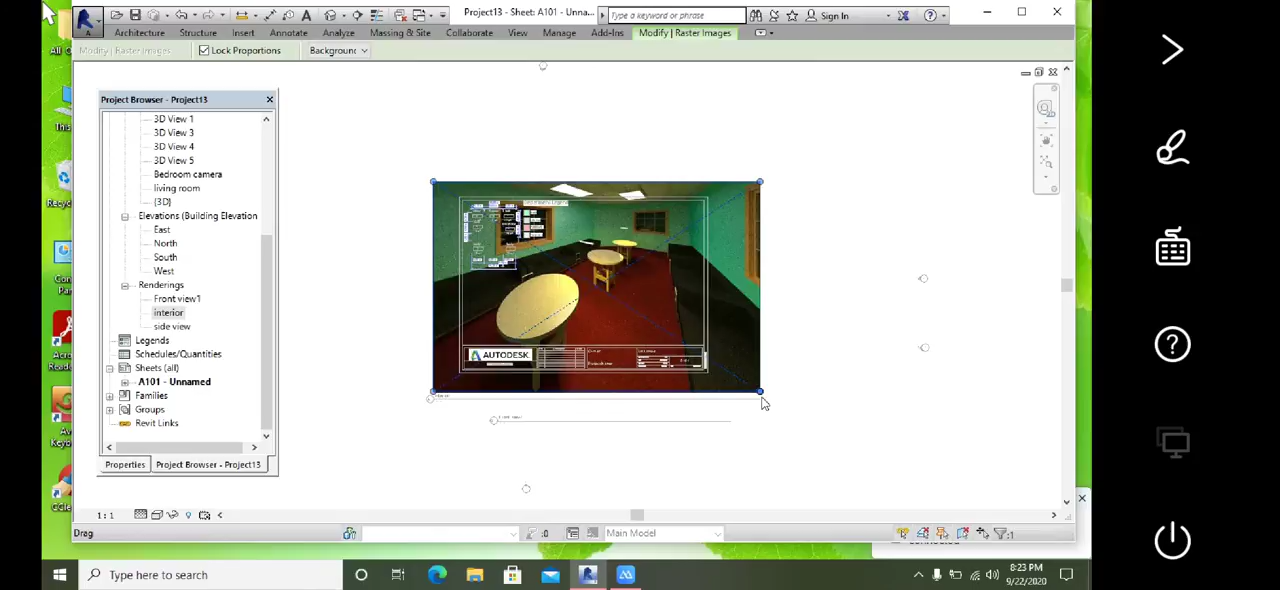 Project13 - Sheet: A101 - Unna...
Type a keyword or phrase
Sign In
Architecture
Structure
Insert
Annotate
Analyze
Massing & Site
Collaborate
View
Manage
Add-Ins
Modify | Raster Images
Modify | Raster Images
Lock Proportions
Background
Project Browser - Project13
3D View 1
3D View 3
3D View 4
3D View 5
Bedroom camera
living room
{3D}
Elevations (Building Elevation
East
North
South
West
Renderings
Front view1
interior
side view
Legends
Schedules/Quantities
Sheets (all)
A101 - Unnamed
Families
Groups
Revit Links
Properties
Project Browser - Project13
AUTODESK
1 : 1
Drag
:0
Main Model
:1
Type here to search
8:23 PM
9/22/2020